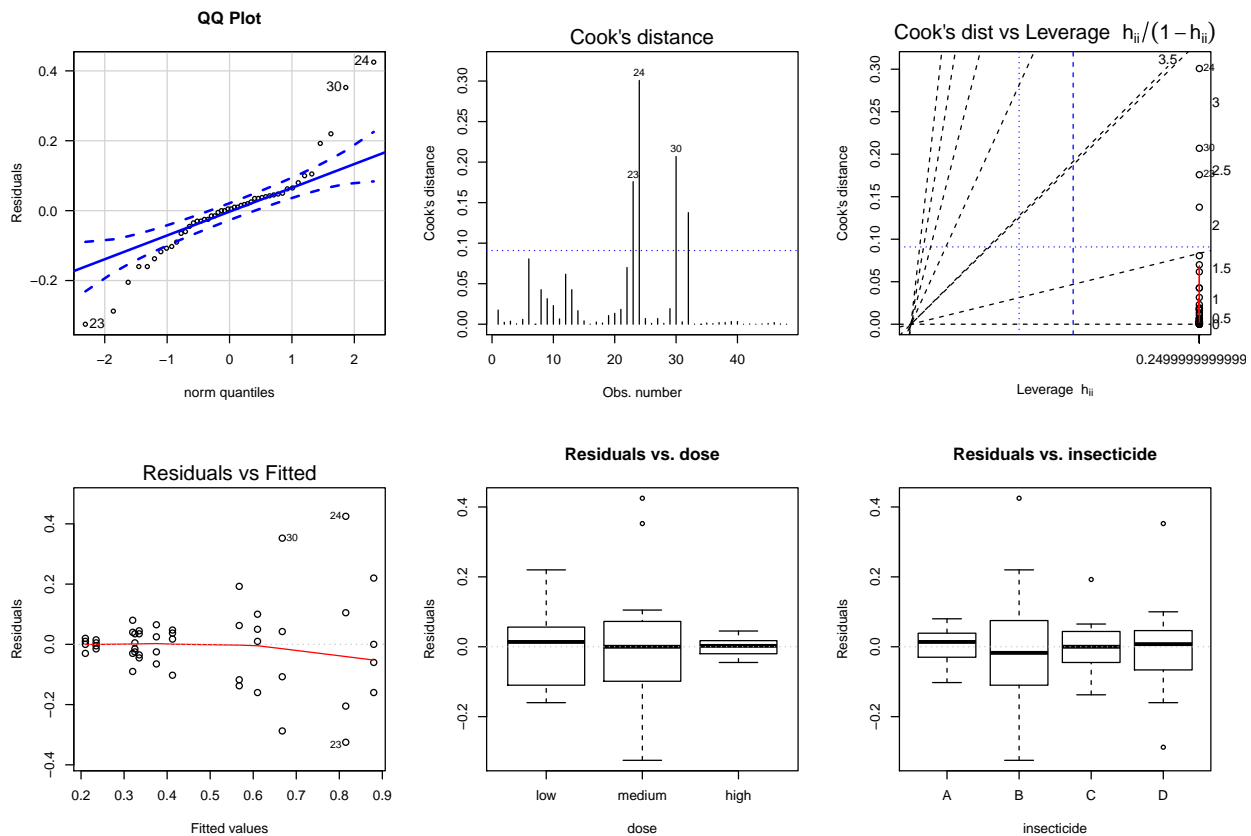 QQ Plot
Residuals
0.4
0.2
0.0
−0.2
24
30
23
−2
−1
0
1
2
norm quantiles
Cook's distance
Cook's distance
0.30
0.25
0.20
0.15
0.10
0.05
0.00
24
30
23
0
10
20
30
40
Obs. number
Cook's dist vs Leverage hii/(1 − hii)
Cook's distance
0.30
0.25
0.20
0.15
0.10
0.05
0.00
3.5
24
3
30
2.5
23
2
1.5
1
0.5
0
0.2499999999999
Leverage hii
Residuals vs Fitted
Residuals
0.4
0.2
0.0
−0.2
−0.4
24
30
23
0.2
0.3
0.4
0.5
0.6
0.7
0.8
0.9
Fitted values
Residuals vs. dose
Residuals
0.4
0.2
0.0
−0.2
low
medium
high
dose
Residuals vs. insecticide
Residuals
0.4
0.2
0.0
−0.2
A
B
C
D
insecticide